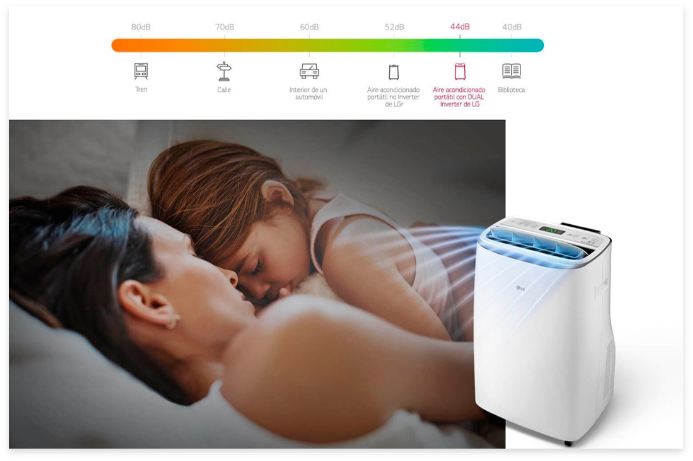 80dB 70dB 60dB 52dB 44dB 40dB
Tren Calle Interior de un Aire acondicionado Aire acondicionado Biblioteca
automóvil portátil no Inverter portátil con DUAL
de LGr Inverter de LG
LG